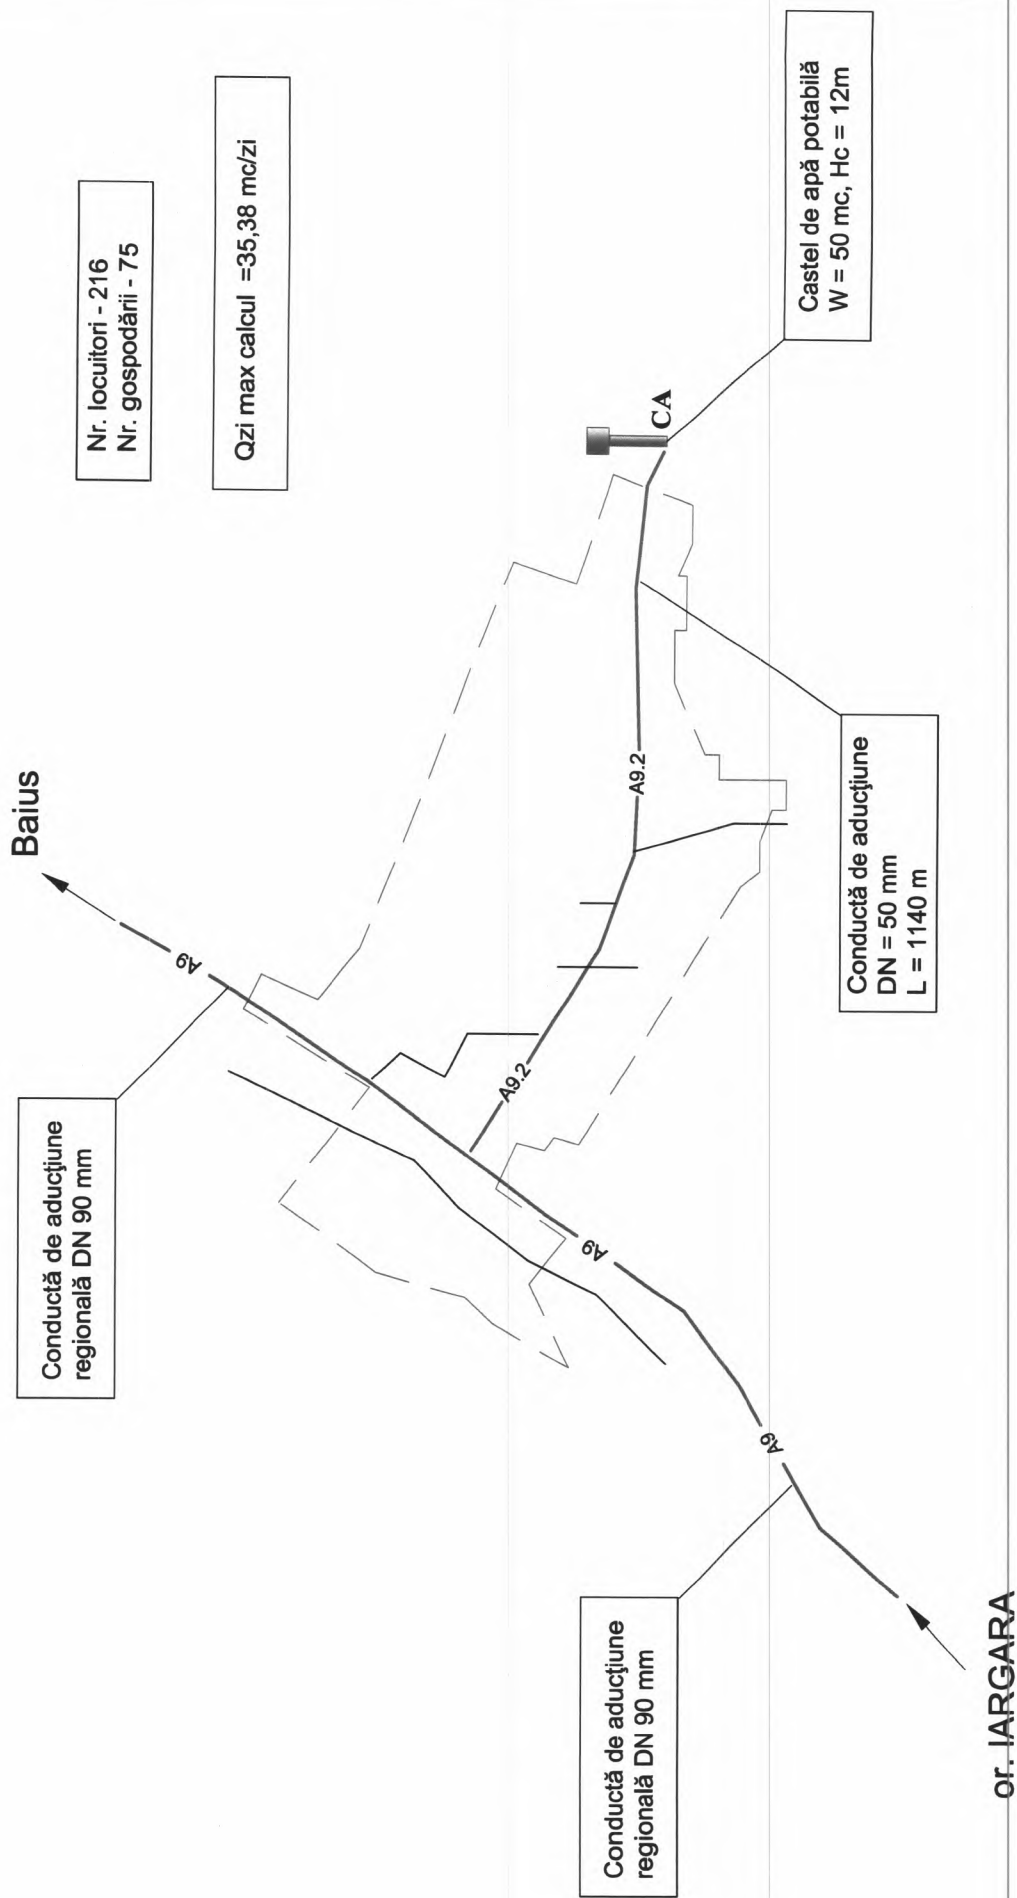 Baius
Nr. locuitori - 216
Nr. gospodării - 75
Qzi max calcul =35,38 mc/zi
Conductă de aducţiune
regională DN 90 mm
A9
A9.2
A9.2
CA
Castel de apă potabilă
W = 50 mc, Hc = 12m
A9
Conductă de aducţiune
DN = 50 mm
L = 1140 m
A9
Conductă de aducţiune
regională DN 90 mm
or. IARGARA